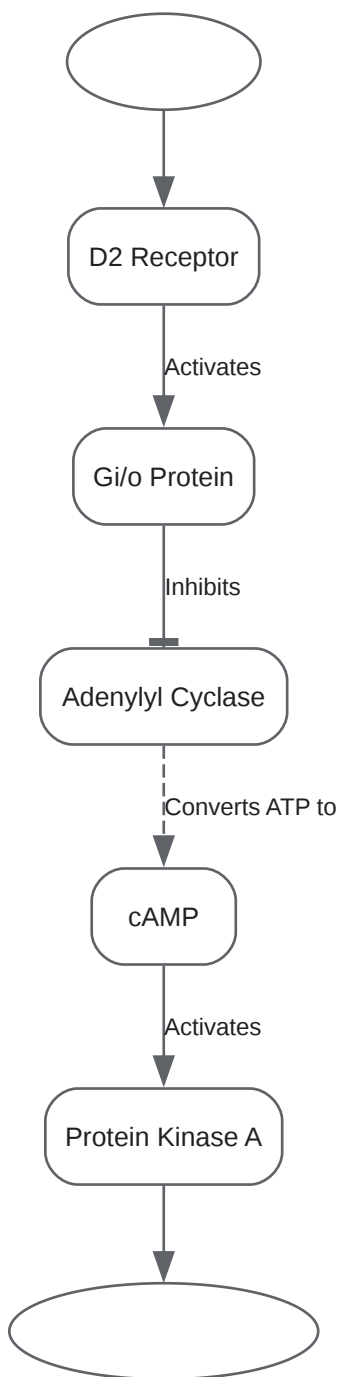 D2 Receptor
Activates
Gi/o Protein
Inhibits
Adenylyl Cyclase
Converts ATP to
cAMP
Activates
Protein Kinase A